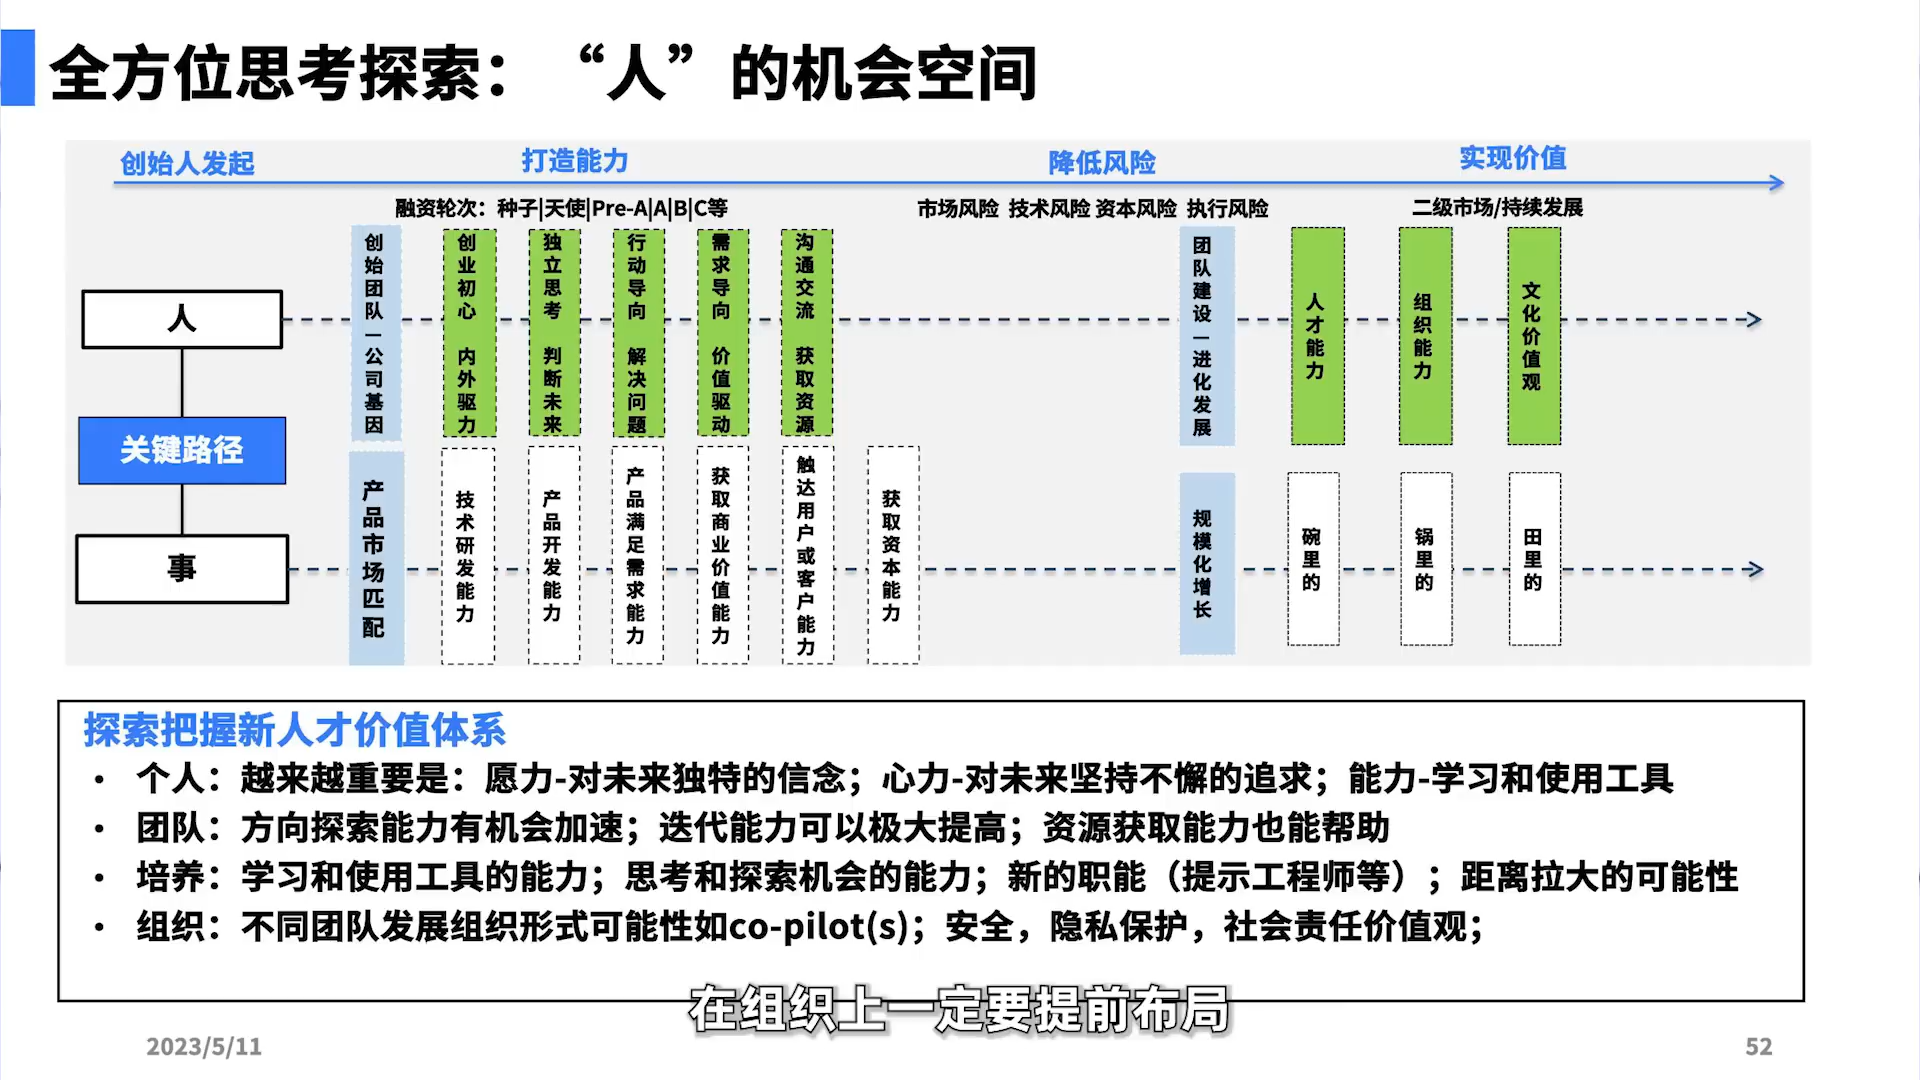 全方位思考探索：“人”的机会空间
创始人发起 打造能力 降低风险 实现价值
融资轮次：种子|天使|Pre-A|A|B|C等 市场风险 技术风险 资本风险 执行风险 二级市场/持续发展
人
关键路径
事
创始团队—公司基因
创业初心 内外驱力
独立思考 判断未来
行动导向 解决问题
需求导向 价值驱动
沟通交流 获取资源
团队建设—进化发展
人才能力
组织能力
文化价值观
产品市场匹配
技术研发能力
产品开发能力
产品满足需求能力
获取商业价值能力
触达用户或客户能力
获取资本能力
规模化增长
碗里的
锅里的
田里的
探索把握新人才价值体系
• 个人：越来越重要是：愿力-对未来独特的信念；心力-对未来坚持不懈的追求；能力-学习和使用工具
• 团队：方向探索能力有机会加速；迭代能力可以极大提高；资源获取能力也能帮助
• 培养：学习和使用工具的能力；思考和探索机会的能力；新的职能（提示工程师等）；距离拉大的可能性
• 组织：不同团队发展组织形式可能性如co-pilot(s)；安全，隐私保护，社会责任价值观；
在组织上一定要提前布局
2023/5/11
52